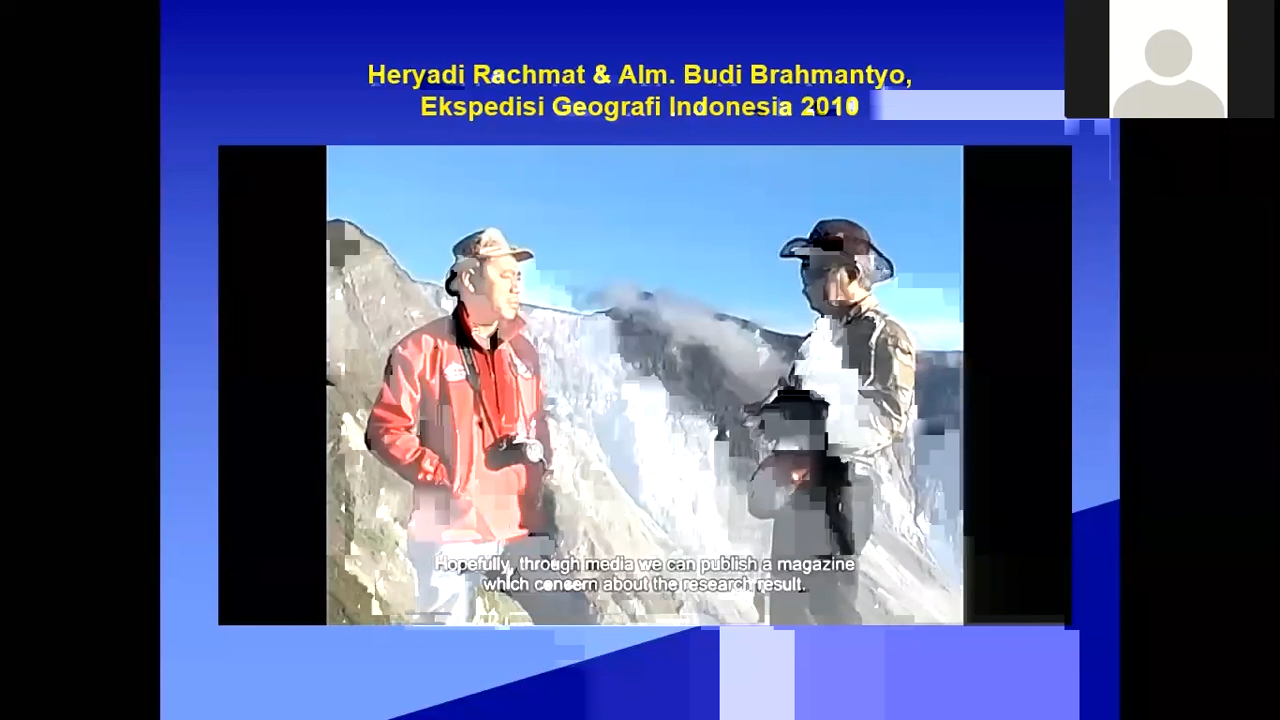 Heryadi Rachmat & Alm. Budi Brahmantyo,
Ekspedisi Geografi Indonesia 2010
Hopefully, through media we can publish a magazine
which concern about the research result.